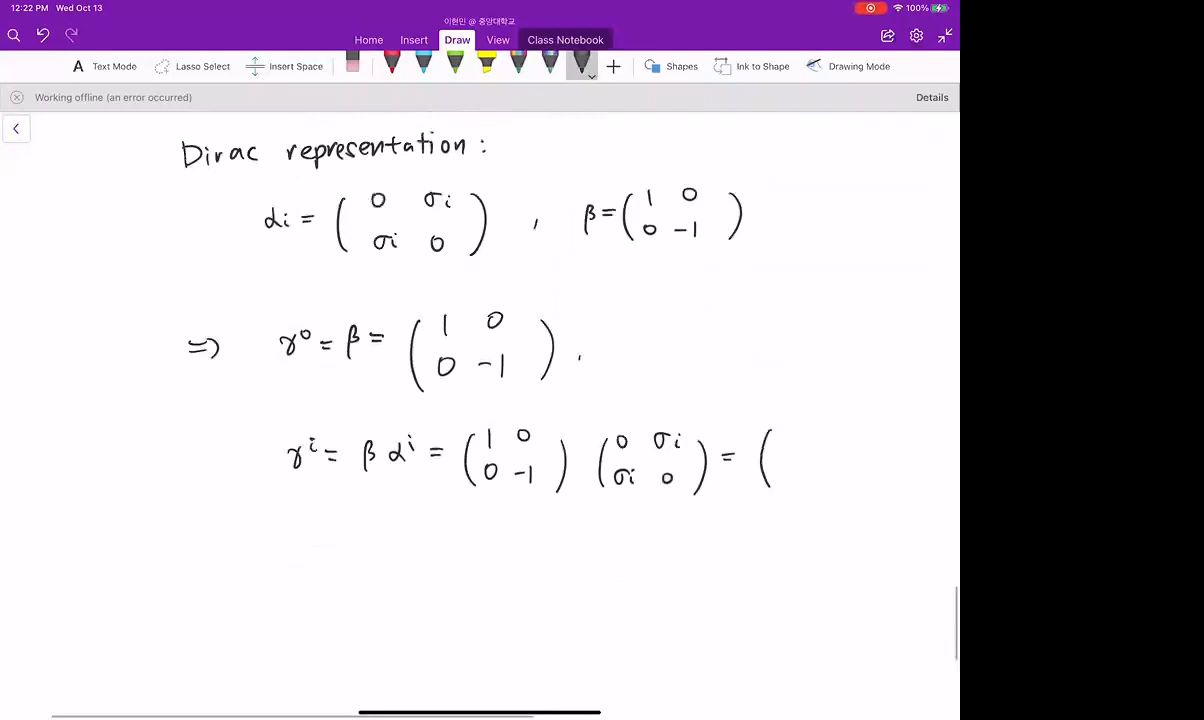 12:22 PM Wed Oct 13
100%
이현민 @ 중앙대학교
Home Insert Draw View Class Notebook
A Text Mode Lasso Select Insert Space Shapes Ink to Shape Drawing Mode
Working offline (an error occurred) Details
Dirac representation :
αi = ( 0 σi ; σi 0 ) , β = ( 1 0 ; 0 -1 )
⇒ γ⁰ = β = ( 1 0 ; 0 -1 ) .
γⁱ = β αⁱ = ( 1 0 ; 0 -1 ) ( 0 σi ; σi 0 ) = (